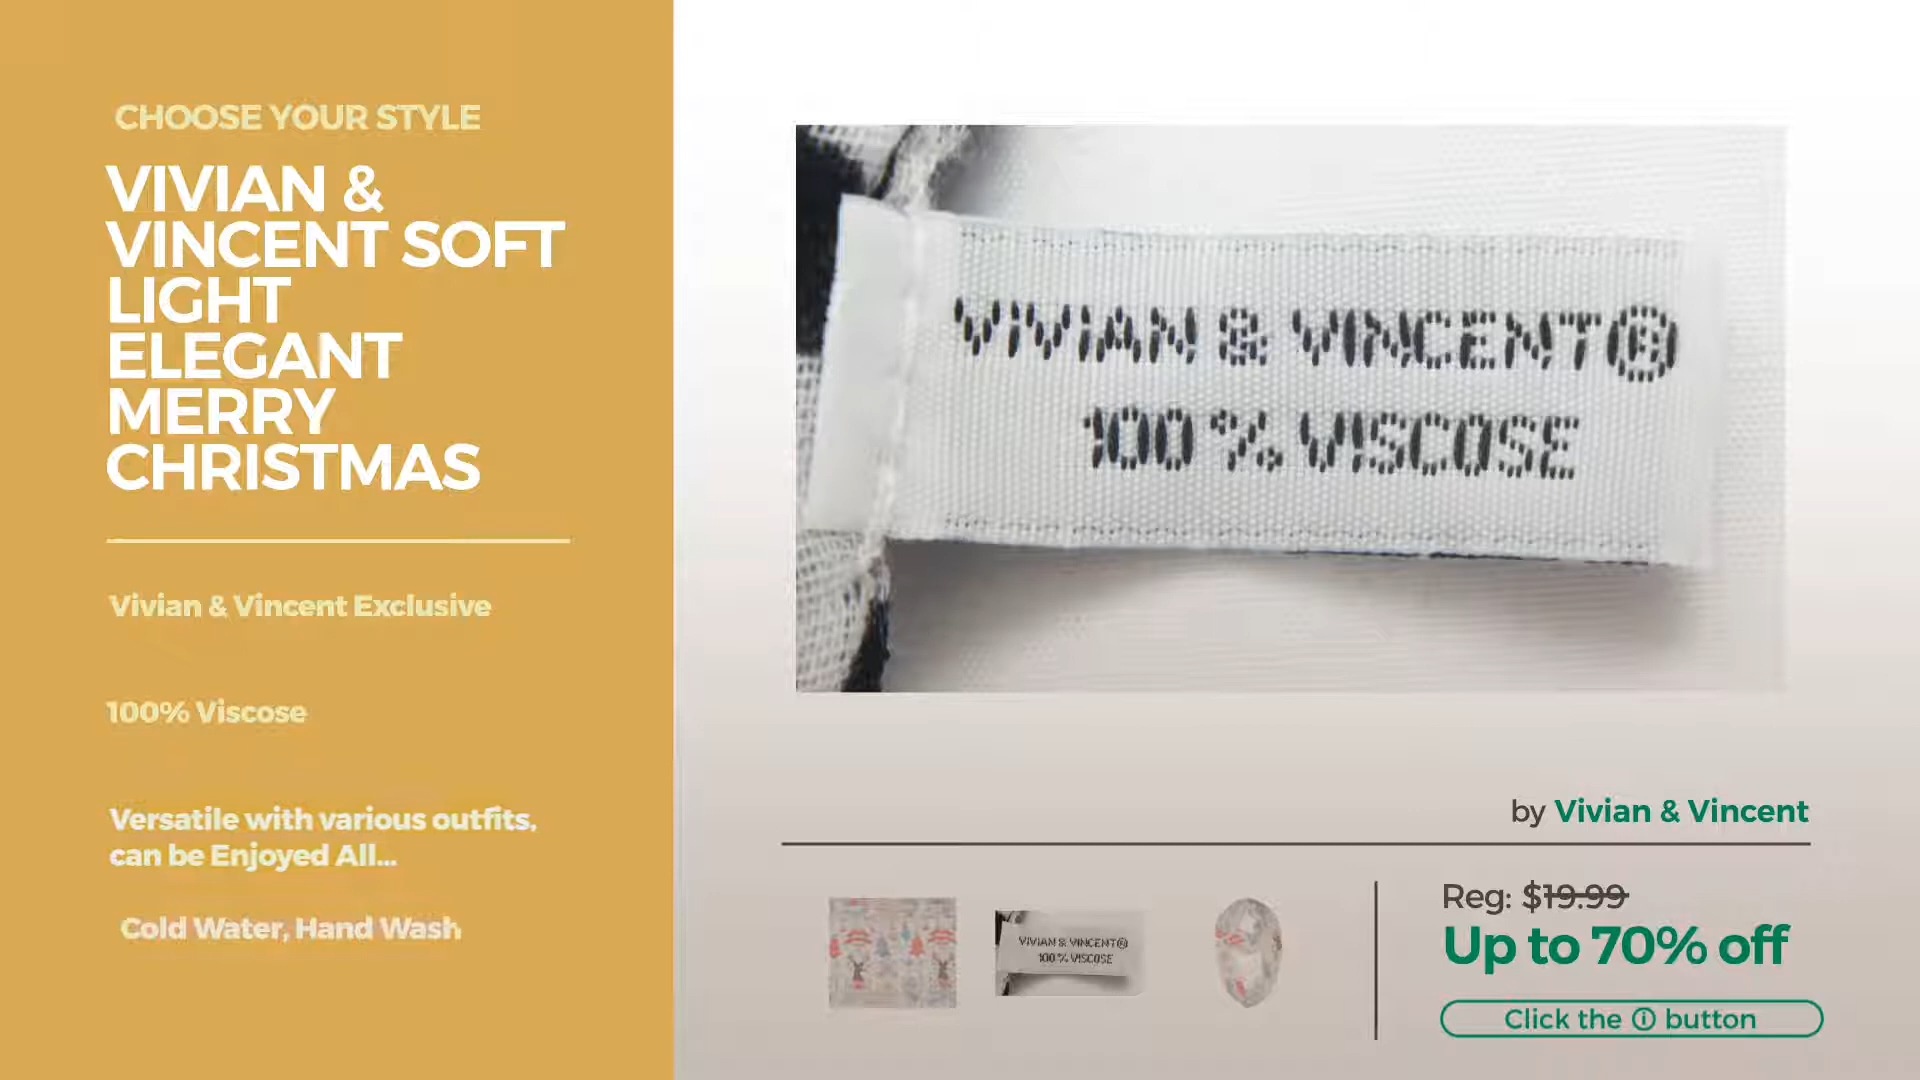 CHOOSE YOUR STYLE
VIVIAN &
VINCENT SOFT
LIGHT
ELEGANT
MERRY
CHRISTMAS
Vivian & Vincent Exclusive
100% Viscose
Versatile with various outfits,
can be Enjoyed All...
Cold Water, Hand Wash
VIVIAN & VINCENT®
100 % VISCOSE
by Vivian & Vincent
VIVIAN & VINCENT®
100 % VISCOSE
Reg: $19.99
Up to 70% off
Click the ⓘ button